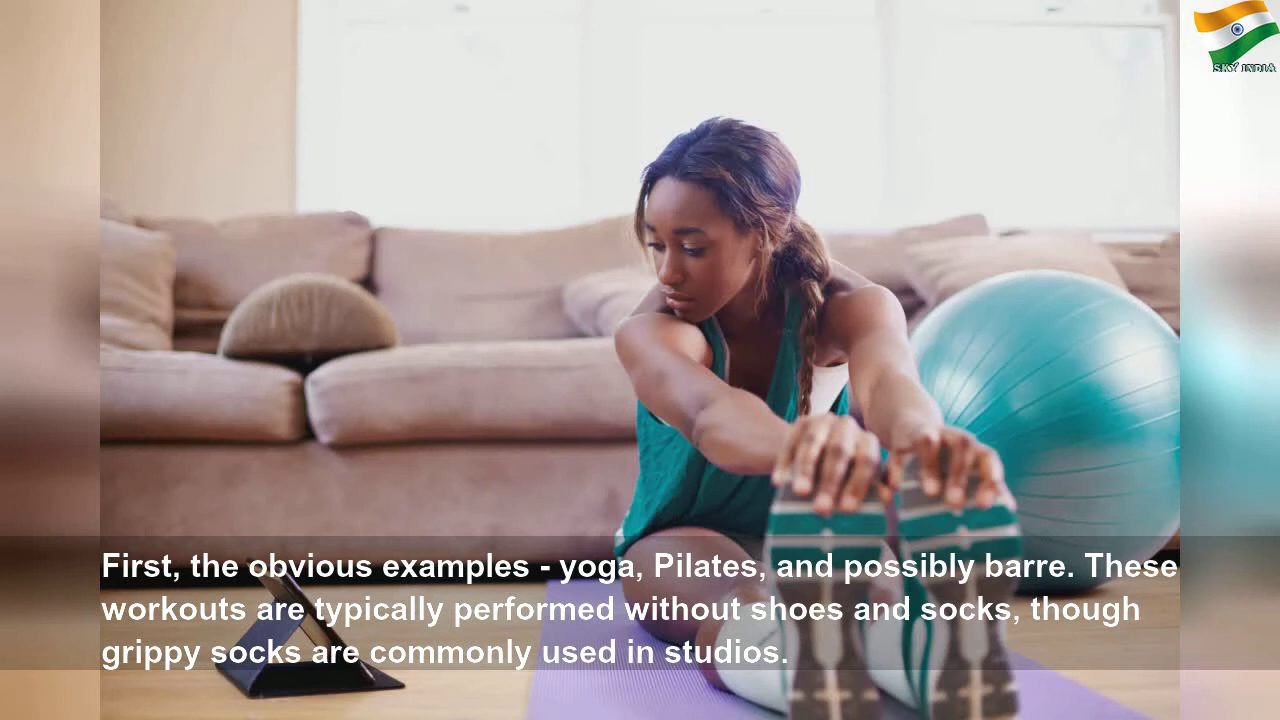 SKY INDIA
First, the obvious examples - yoga, Pilates, and possibly barre. These
workouts are typically performed without shoes and socks, though
grippy socks are commonly used in studios.